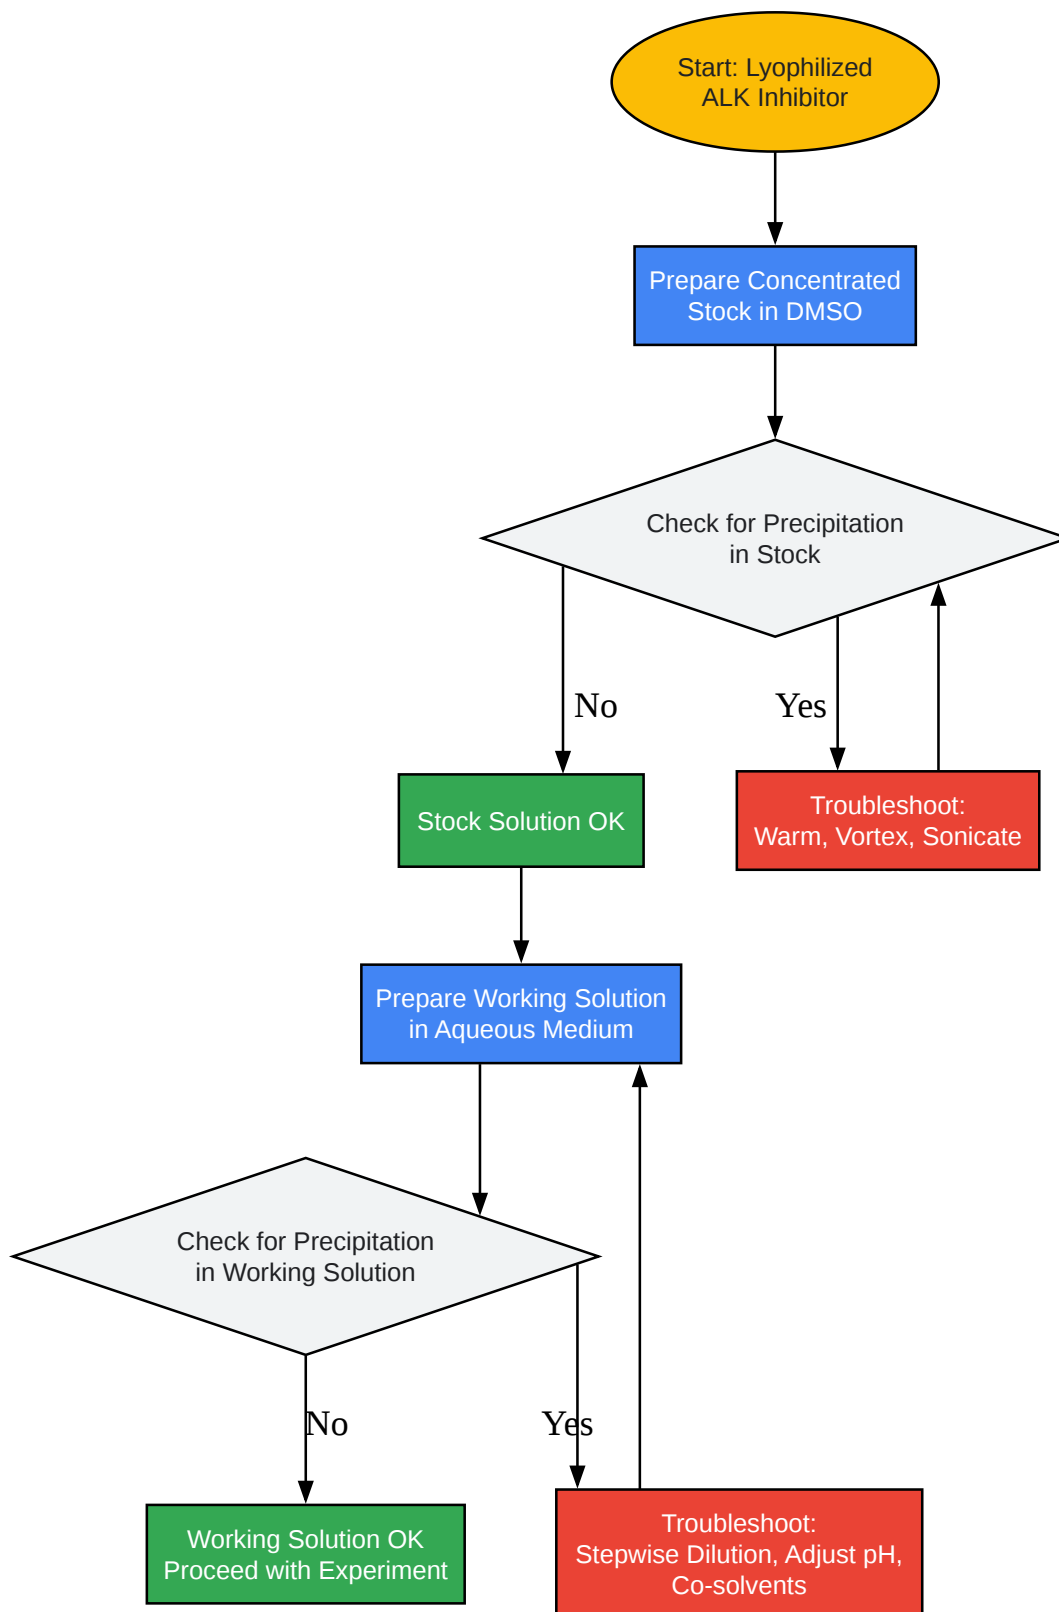 Start: Lyophilized
ALK Inhibitor
Prepare Concentrated
Stock in DMSO
Check for Precipitation
in Stock
No
Yes
Stock Solution OK
Troubleshoot:
Warm, Vortex, Sonicate
Prepare Working Solution
in Aqueous Medium
Check for Precipitation
in Working Solution
No
Yes
Working Solution OK
Proceed with Experiment
Troubleshoot:
Stepwise Dilution, Adjust pH,
Co-solvents